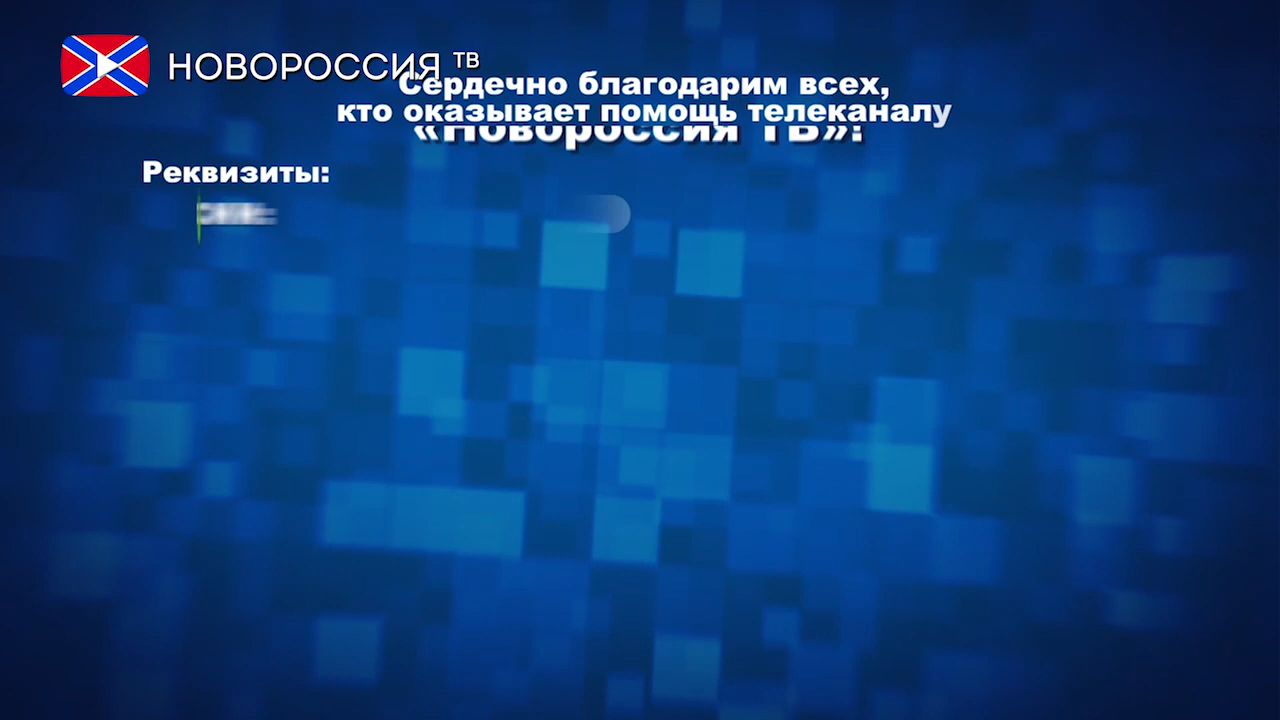 НОВОРОССИЯ ТВ
Сердечно благодарим всех,
кто оказывает помощь телеканалу
«Новороссия ТВ»!
Реквизиты: